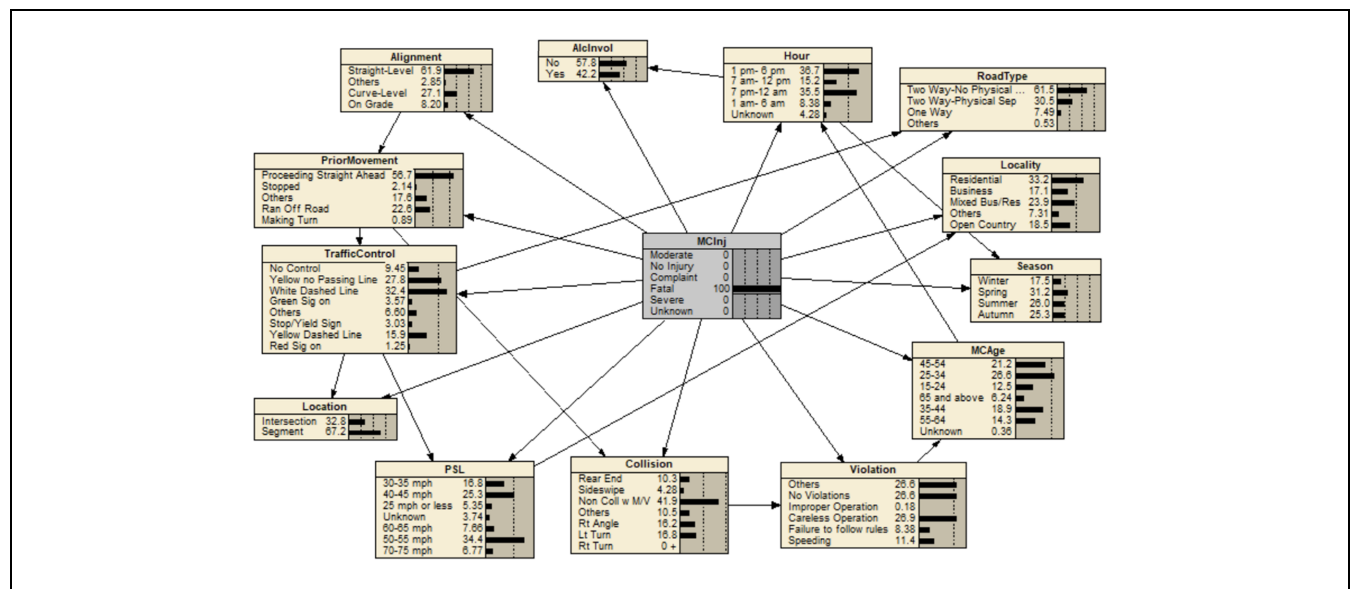 Alignment
Straight-Level 61.9
Others 2.85
Curve-Level 27.1
On Grade 8.20
AlcInvol
No 57.8
Yes 42.2
Hour
1 pm- 6 pm 36.7
7 am- 12 pm 15.2
7 pm-12 am 35.5
1 am- 6 am 8.38
Unknown 4.28
RoadType
Two Way-No Physical ... 61.5
Two Way-Physical Sep 30.5
One Way 7.49
Others 0.53
PriorMovement
Proceeding Straight Ahead 56.7
Stopped 2.14
Others 17.6
Ran Off Road 22.6
Making Turn 0.89
Locality
Residential 33.2
Business 17.1
Mixed Bus/Res 23.9
Others 7.31
Open Country 18.5
MCInj
Moderate 0
No Injury 0
Complaint 0
Fatal 100
Severe 0
Unknown 0
TrafficControl
No Control 9.45
Yellow no Passing Line 27.8
White Dashed Line 32.4
Green Sig on 3.57
Others 6.60
Stop/Yield Sign 3.03
Yellow Dashed Line 15.9
Red Sig on 1.25
Season
Winter 17.5
Spring 31.2
Summer 26.0
Autumn 25.3
MCAge
45-54 21.2
25-34 26.6
15-24 12.5
65 and above 6.24
35-44 18.9
55-64 14.3
Unknown 0.36
Location
Intersection 32.8
Segment 67.2
PSL
30-35 mph 16.8
40-45 mph 25.3
25 mph or less 5.35
Unknown 3.74
60-65 mph 7.66
50-55 mph 34.4
70-75 mph 6.77
Collision
Rear End 10.3
Sideswipe 4.28
Non Coll w M/V 41.9
Others 10.5
Rt Angle 16.2
Lt Turn 16.8
Rt Turn 0 +
Violation
Others 26.6
No Violations 26.6
Improper Operation 0.18
Careless Operation 26.9
Failure to follow rules 8.38
Speeding 11.4